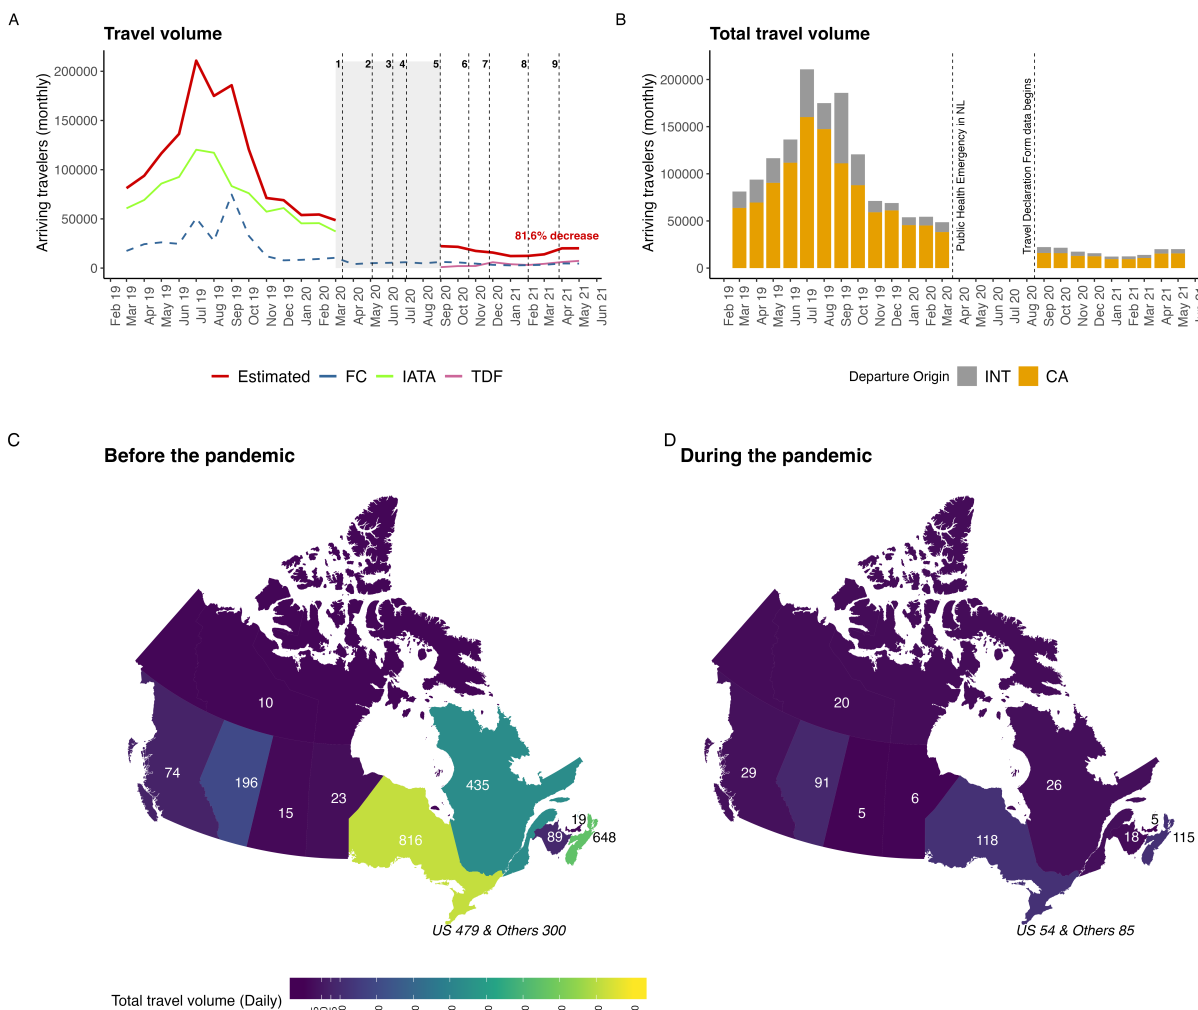 A
Travel volume
Arriving travelers (monthly)
200000
150000
100000
50000
0
1 2 3 4 5 6 7 8 9
81.6% decrease
Feb 19
Mar 19
Apr 19
May 19
Jun 19
Jul 19
Aug 19
Sep 19
Oct 19
Nov 19
Dec 19
Jan 20
Feb 20
Mar 20
Apr 20
May 20
Jun 20
Jul 20
Aug 20
Sep 20
Oct 20
Nov 20
Dec 20
Jan 21
Feb 21
Mar 21
Apr 21
May 21
Jun 21
Estimated FC IATA TDF
B
Total travel volume
Arriving travelers (monthly)
200000
150000
100000
50000
0
Public Health Emergency in NL
Travel Declaration Form data begins
Feb 19
Mar 19
Apr 19
May 19
Jun 19
Jul 19
Aug 19
Sep 19
Oct 19
Nov 19
Dec 19
Jan 20
Feb 20
Mar 20
Apr 20
May 20
Jun 20
Jul 20
Aug 20
Sep 20
Oct 20
Nov 20
Dec 20
Jan 21
Feb 21
Mar 21
Apr 21
May 21
Departure Origin INT CA
C
Before the pandemic
10
74
196
15
23
816
435
19
89
648
US 479 & Others 300
Total travel volume (Daily)
D
During the pandemic
20
29
91
5
6
118
26
5
18
115
US 54 & Others 85